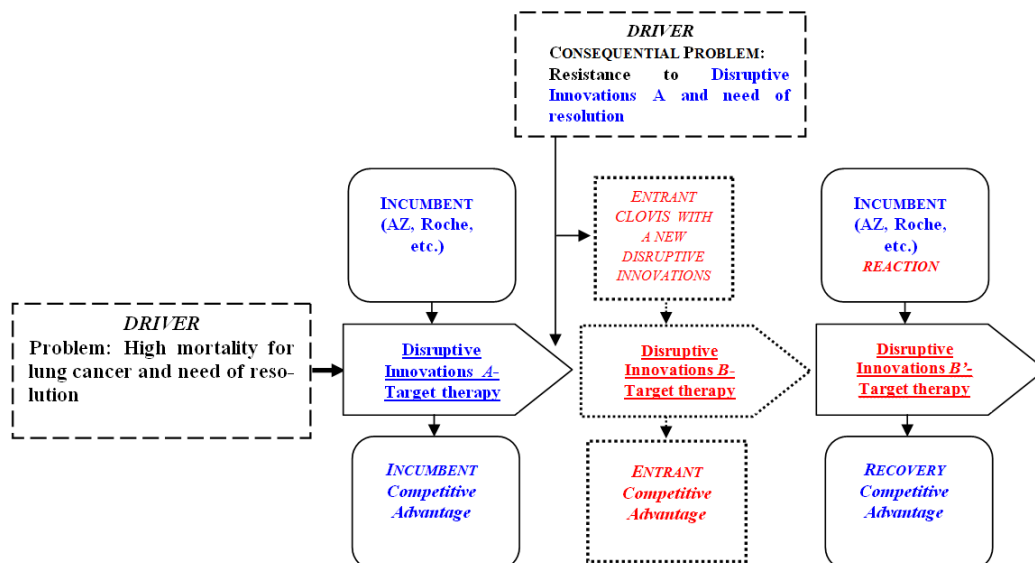 DRIVER
CONSEQUENTIAL PROBLEM:
Resistance to Disruptive
Innovations A and need of
resolution
INCUMBENT
(AZ, Roche,
etc.)
ENTRANT
CLOVIS WITH
A NEW
DISRUPTIVE
INNOVATIONS
INCUMBENT
(AZ, Roche,
etc.)
REACTION
DRIVER
Problem: High mortality for
lung cancer and need of reso-
lution
Disruptive
Innovations A-
Target therapy
Disruptive
Innovations B-
Target therapy
Disruptive
Innovations B'-
Target therapy
INCUMBENT
Competitive
Advantage
ENTRANT
Competitive
Advantage
RECOVERY
Competitive
Advantage